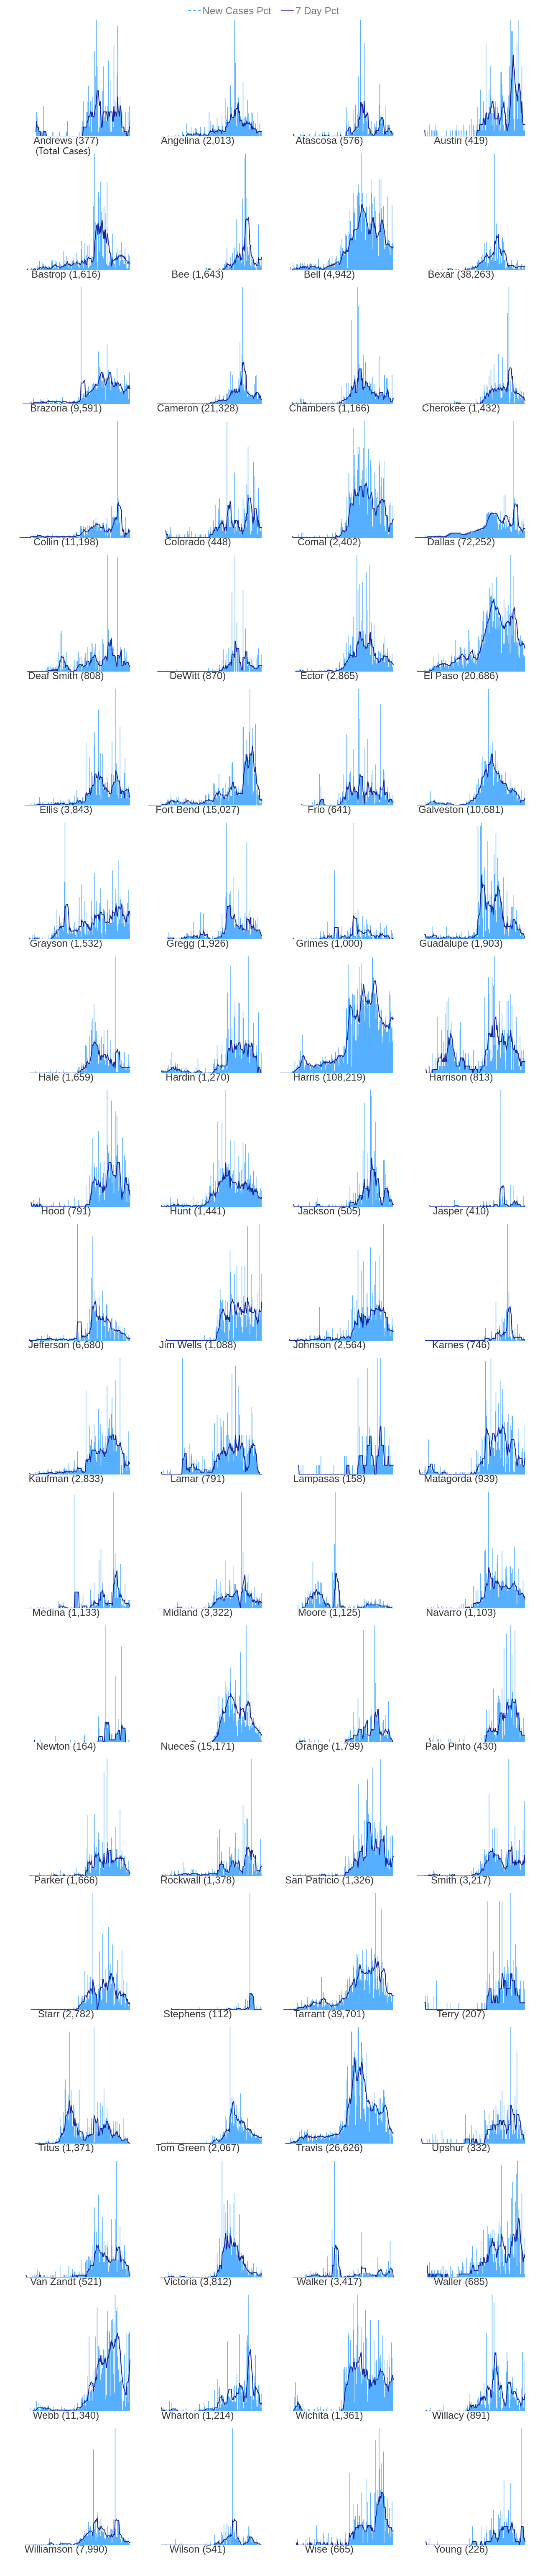 New Cases Pct 7 Day Pct
Andrews (377) Angelina (2,013) Atascosa (576) Austin (419)
(Total Cases)
Bastrop (1,616) Bee (1,643) Bell (4,942) Bexar (38,263)
Brazoria (9,591) Cameron (21,328) Chambers (1,166) Cherokee (1,432)
Collin (11,198) Colorado (448) Comal (2,402) Dallas (72,252)
Deaf Smith (808) DeWitt (870) Ector (2,865) El Paso (20,686)
Ellis (3,843) Fort Bend (15,027) Frio (641) Galveston (10,681)
Grayson (1,532) Gregg (1,926) Grimes (1,000) Guadalupe (1,903)
Hale (1,659) Hardin (1,270) Harris (108,219) Harrison (813)
Hood (791) Hunt (1,441) Jackson (505) Jasper (410)
Jefferson (6,680) Jim Wells (1,088) Johnson (2,564) Karnes (746)
Kaufman (2,833) Lamar (791) Lampasas (158) Matagorda (939)
Medina (1,133) Midland (3,322) Moore (1,125) Navarro (1,103)
Newton (164) Nueces (15,171) Orange (1,799) Palo Pinto (430)
Parker (1,666) Rockwall (1,378) San Patricio (1,326) Smith (3,217)
Starr (2,782) Stephens (112) Tarrant (39,701) Terry (207)
Titus (1,371) Tom Green (2,067) Travis (26,626) Upshur (332)
Van Zandt (521) Victoria (3,812) Walker (3,417) Waller (685)
Webb (11,340) Wharton (1,214) Wichita (1,361) Willacy (891)
Williamson (7,990) Wilson (541) Wise (665) Young (226)